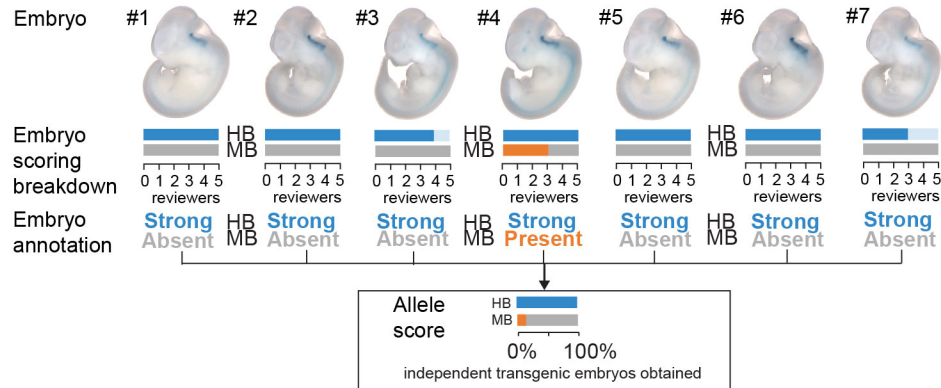 Embryo #1 #2 #3 #4 #5 #6 #7
Embryo scoring breakdown
HB HB
MB MB
0 1 2 3 4 5 0 1 2 3 4 5 0 1 2 3 4 5 0 1 2 3 4 5 0 1 2 3 4 5 0 1 2 3 4 5 0 1 2 3 4 5
reviewers reviewers reviewers reviewers reviewers reviewers reviewers
Embryo annotation
Strong HB Strong Strong HB Strong Strong HB Strong Strong
Absent MB Absent Absent MB Present Absent MB Absent Absent
Allele score
HB
MB
0% 100%
independent transgenic embryos obtained